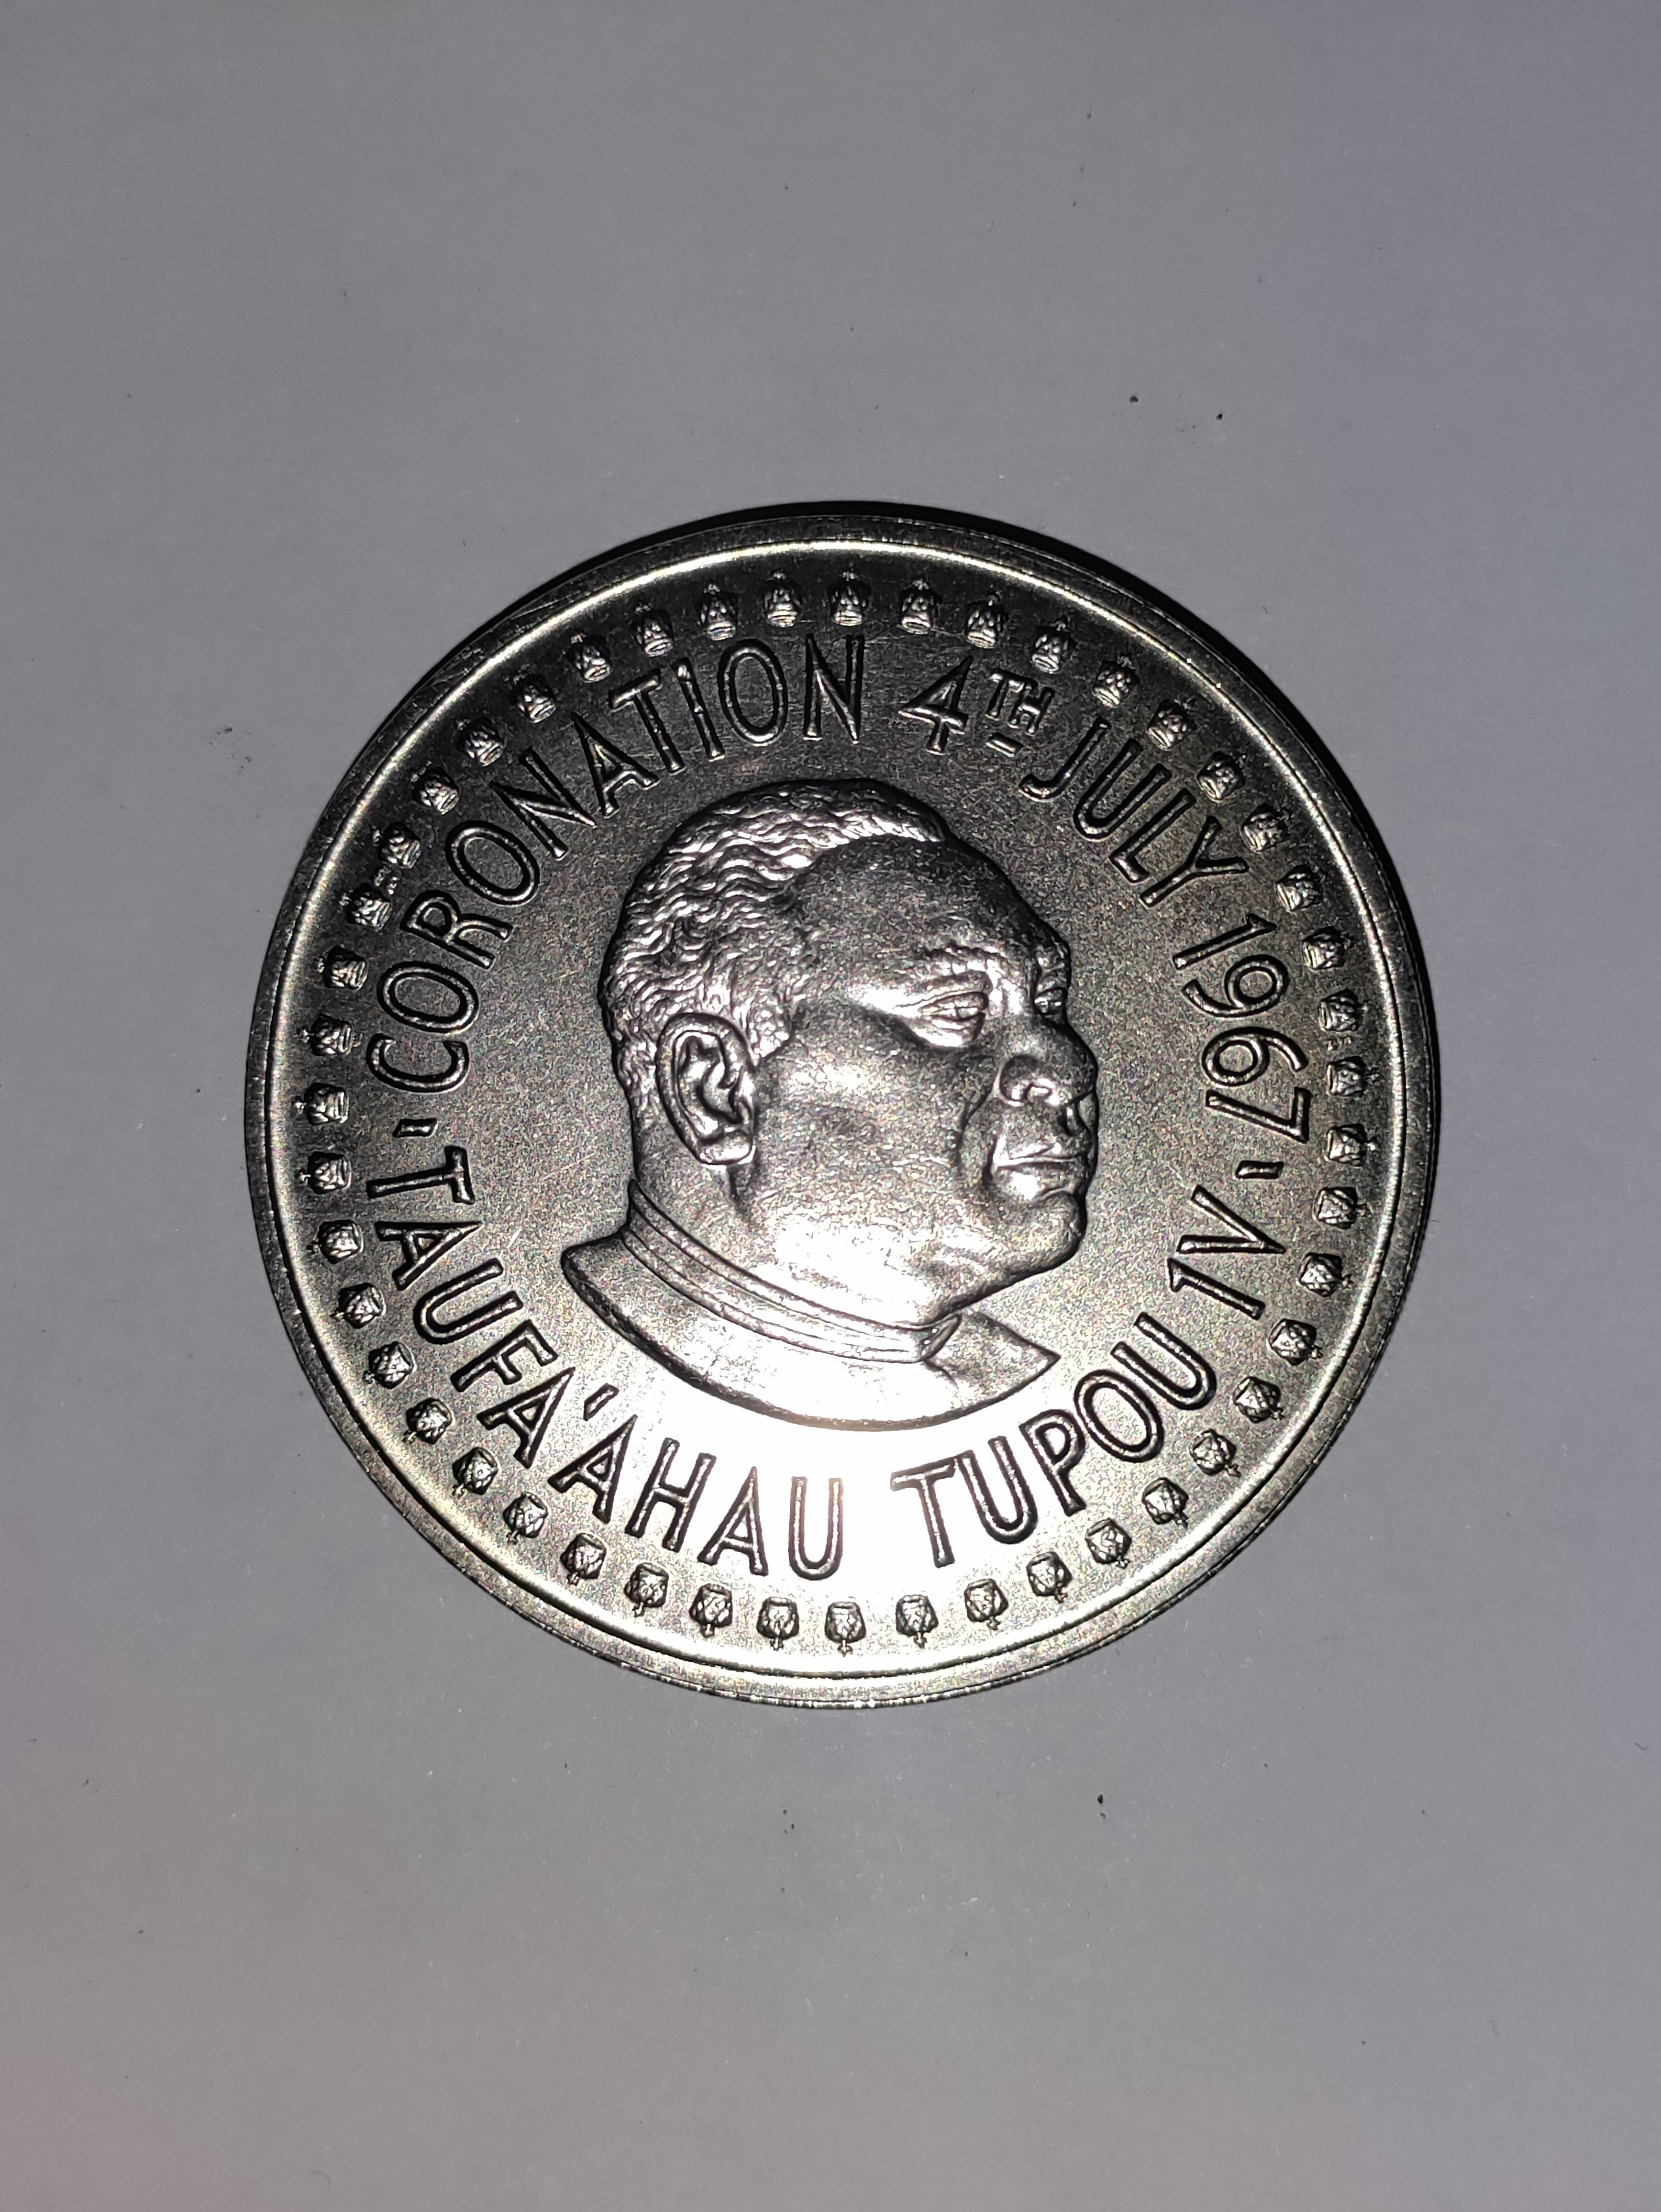 ·CORONATION 4TH JULY 1967·
TAUFA'AHAU TUPOU IV